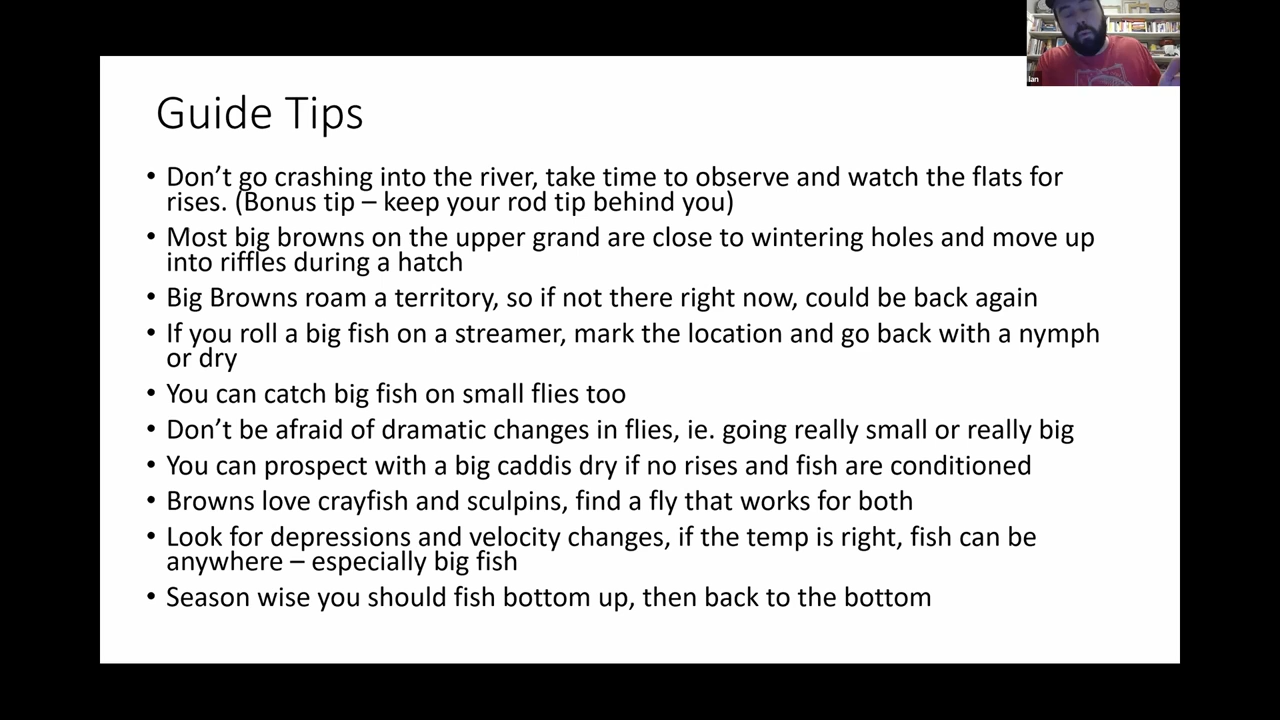 Guide Tips
• Don’t go crashing into the river, take time to observe and watch the flats for
rises. (Bonus tip – keep your rod tip behind you)
• Most big browns on the upper grand are close to wintering holes and move up
into riffles during a hatch
• Big Browns roam a territory, so if not there right now, could be back again
• If you roll a big fish on a streamer, mark the location and go back with a nymph
or dry
• You can catch big fish on small flies too
• Don’t be afraid of dramatic changes in flies, ie. going really small or really big
• You can prospect with a big caddis dry if no rises and fish are conditioned
• Browns love crayfish and sculpins, find a fly that works for both
• Look for depressions and velocity changes, if the temp is right, fish can be
anywhere – especially big fish
• Season wise you should fish bottom up, then back to the bottom
Ian